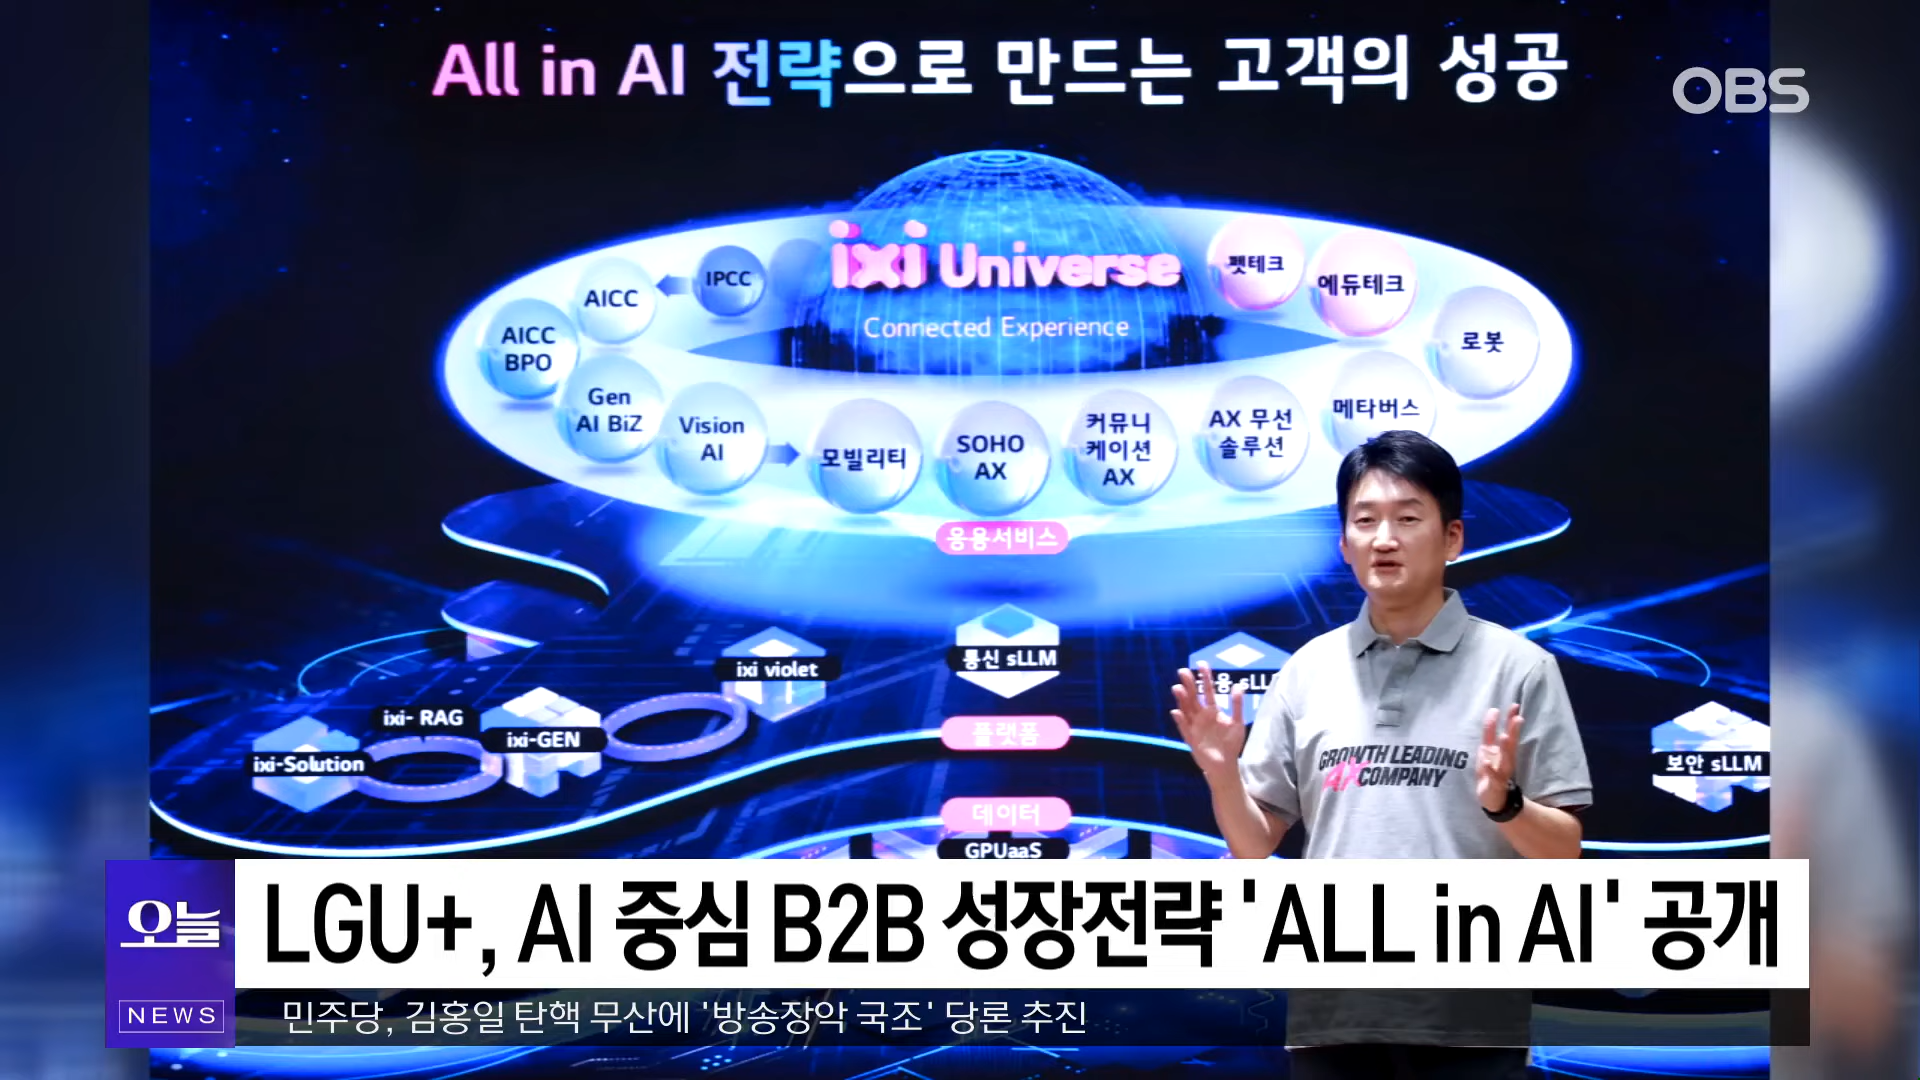 All in AI 전략으로 만드는 고객의 성공
OBS
ixi Universe
Connected Experience
IPCC
AICC
AICC
BPO
Gen
AI BiZ
Vision
AI
모빌리티
SOHO
AX
커뮤니
케이션
AX
AX 무선
솔루션
메타버스
로봇
에듀테크
펫테크
응용서비스
ixi-Solution
ixi- RAG
ixi-GEN
ixi violet
통신 sLLM
보안 sLLM
플랫폼
데이터
GPUaaS
GROWTH LEADING
AX COMPANY
오늘
NEWS
LGU+, AI 중심 B2B 성장전략 'ALL in AI' 공개
민주당, 김홍일 탄핵 무산에 '방송장악 국조' 당론 추진